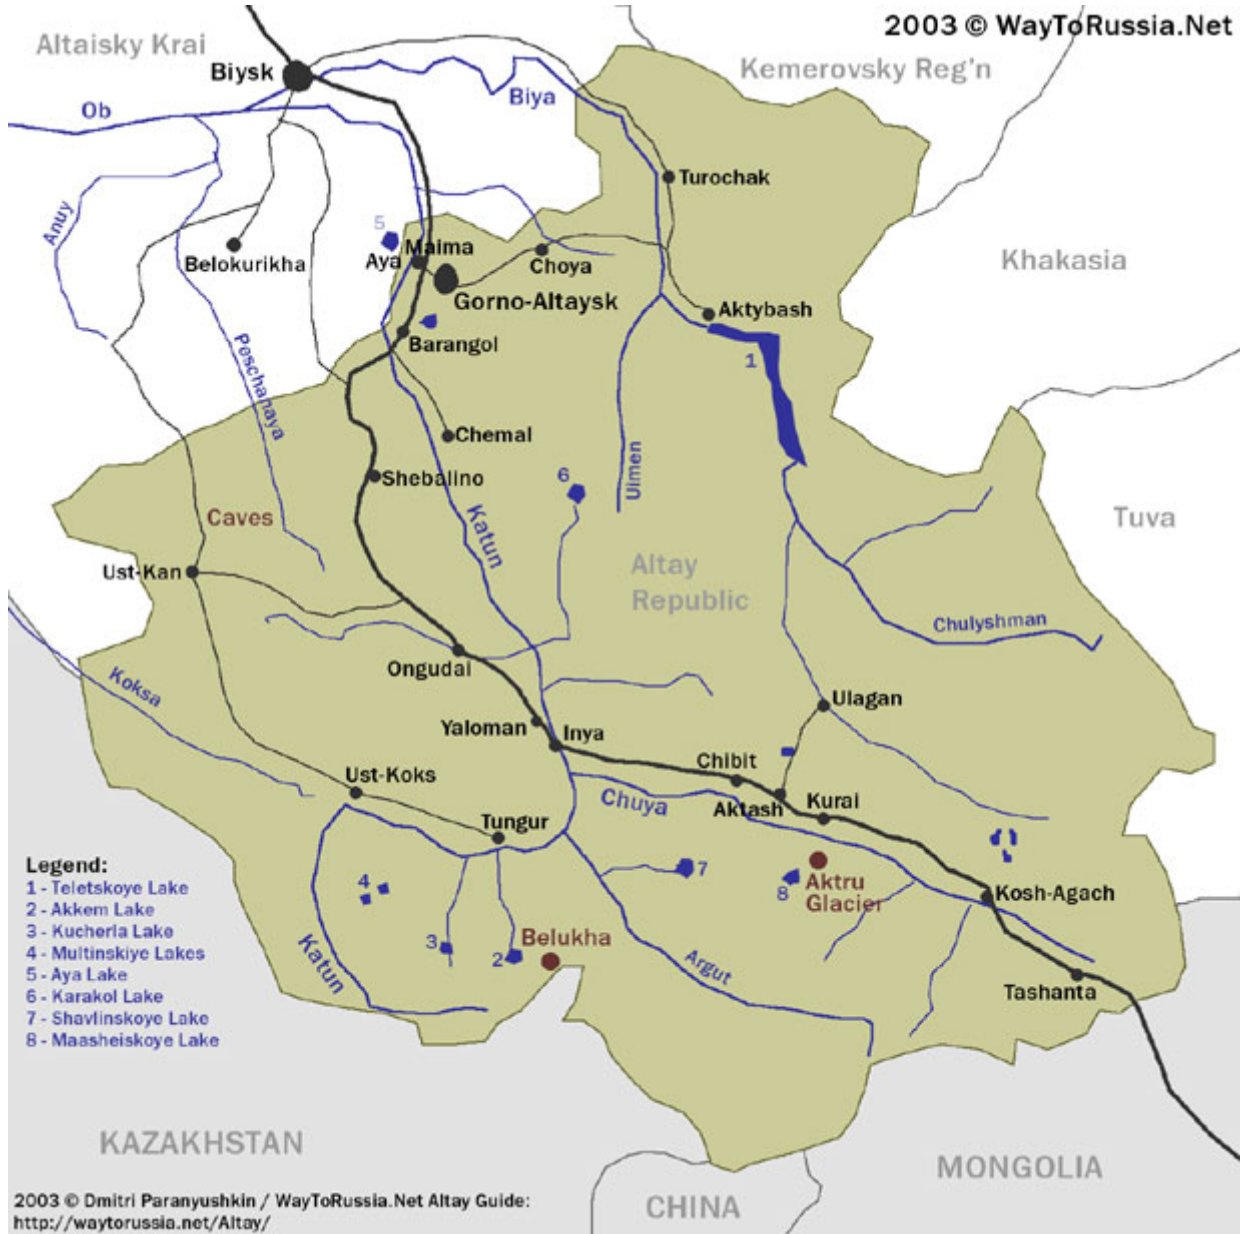 2003 © WayToRussia.Net
Altaisky Krai
Kemerovsky Reg'n
Biysk
Biya
Ob
Turochak
Anuy
5
Maima
Aya
Choya
Khakasia
Belokurikha
Gorno-Altaysk
Aktybash
Barangol
1
Peschanaya
Chemal
Shebalino
6
Uimen
Katun
Caves
Tuva
Ust-Kan
Altay
Republic
Chulyshman
Ongudai
Koksa
Ulagan
Yaloman
Inya
Chibit
Ust-Koks
Chuya
Aktash
Kurai
Tungur
Legend:
1 - Teletskoye Lake
2 - Akkem Lake
3 - Kucherla Lake
4 - Multinskiye Lakes
5 - Aya Lake
6 - Karakol Lake
7 - Shavlinskoye Lake
8 - Maasheiskoye Lake
4
7
8
Aktru
Glacier
Kosh-Agach
3
2
Belukha
Katun
Argut
Tashanta
KAZAKHSTAN
MONGOLIA
CHINA
2003 © Dmitri Paranyushkin / WayToRussia.Net Altay Guide:
http://waytorussia.net/Altay/